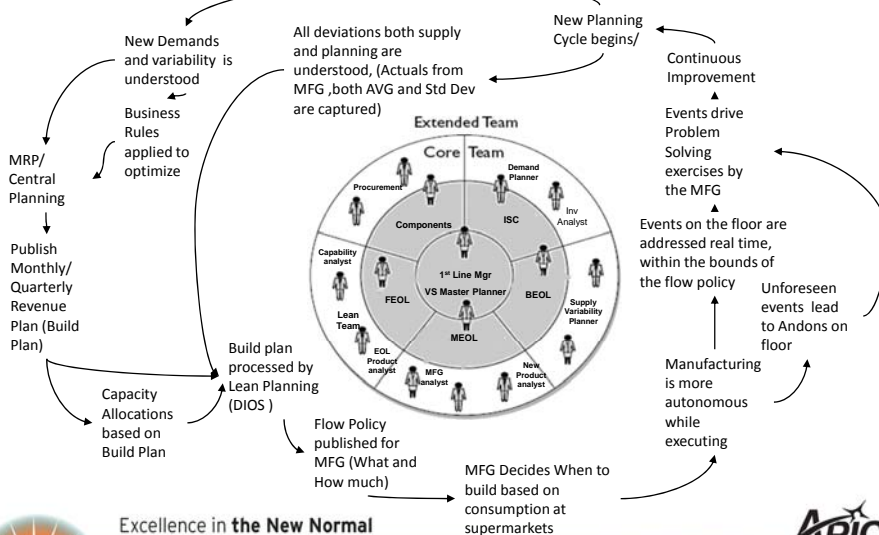 New Demands
and variability is
understood
Business
Rules
applied to
optimize
MRP/
Central
Planning
Publish
Monthly/
Quarterly
Revenue
Plan (Build
Plan)
Capacity
Allocations
based on
Build Plan
All deviations both supply
and planning are
understood, (Actuals from
MFG ,both AVG and Std Dev
are captured)
Build plan
processed by
Lean Planning
(DIOS )
Flow Policy
published for
MFG (What and
How much)
MFG Decides When to
build based on
consumption at
supermarkets
Manufacturing
is more
autonomous
while
executing
Unforeseen
events lead
to Andons on
floor
Events on the floor are
addressed real time,
within the bounds of
the flow policy
Events drive
Problem
Solving
exercises by
the MFG
Continuous
Improvement
New Planning
Cycle begins/
Extended Team
Core Team
Procurement
Demand
Planner
Inv
Analyst
Components
ISC
Capability
analyst
1st Line Mgr
VS Master Planner
FEOL
BEOL
MEOL
Supply
Variability
Planner
Lean
Team
EOL
Product
analyst
MFG
analyst
New
Product
analyst
Excellence in the New Normal